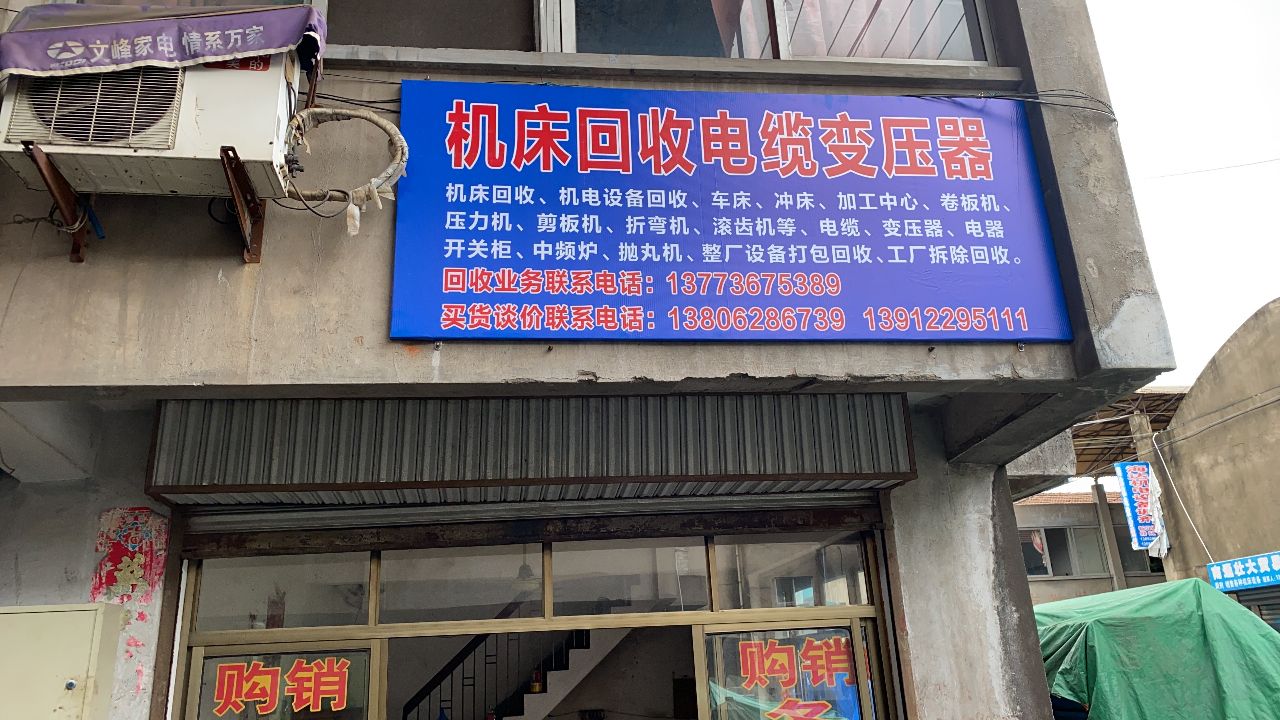 文峰家电 情系万家
机床回收电缆变压器
机床回收、机电设备回收、车床、冲床、加工中心、卷板机、
压力机、剪板机、折弯机、滚齿机等、电缆、变压器、电器
开关柜、中频炉、抛丸机、整厂设备打包回收、工厂拆除回收。
回收业务联系电话：13773675389
买货谈价联系电话：13806286739 13912295111
购销
购销
各